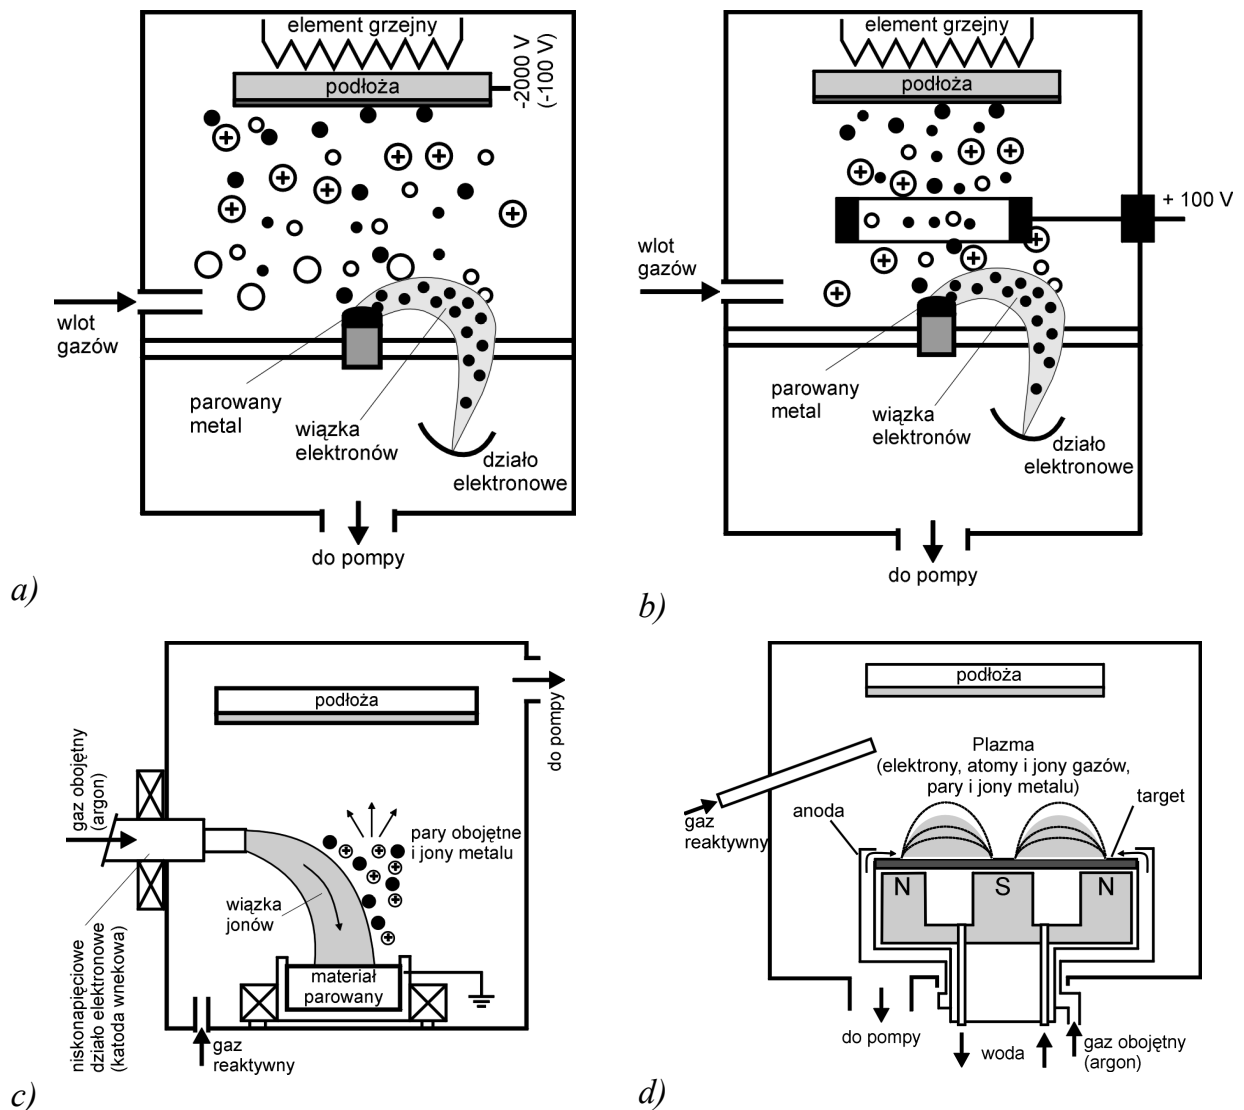 element grzejny
podłoża
-2000 V
(-100 V)
wlot
gazów
parowany
metal
wiązka
elektronów
działo
elektronowe
do pompy
a)
element grzejny
podłoża
+ 100 V
wlot
gazów
parowany
metal
wiązka
elektronów
działo
elektronowe
do pompy
b)
podłoża
do pompy
gaz obojętny
(argon)
pary obojętne
i jony metalu
wiązka
jonów
materiał
parowany
niskonapięciowe
działo elektronowe
(katoda wnekowa)
gaz
reaktywny
c)
podłoża
Plazma
(elektrony, atomy i jony gazów,
pary i jony metalu)
gaz
reaktywny
anoda
target
N S N
do pompy
woda
gaz obojętny
(argon)
d)